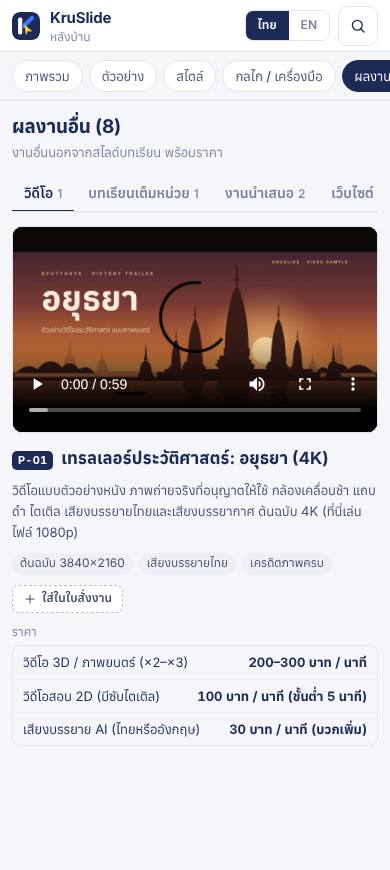 KruSlide
หลังบ้าน
ไทย
EN
ภาพรวม
ตัวอย่าง
สไตล์
กลไก / เครื่องมือ
ผลงาน
ผลงานอื่น (8)
งานอื่นนอกจากสไลด์บทเรียน พร้อมราคา
วิดีโอ 1
บทเรียนเต็มหน่วย 1
งานนำเสนอ 2
เว็บไซต์
AYUTTHAYA · HISTORY TRAILER
KRUSLIDE · VIDEO SAMPLE
อยุธยา
ตัวอย่างวิดีโอประวัติศาสตร์ แบบภาพยนตร์
0:00 / 0:59
P-01 เทรลเลอร์ประวัติศาสตร์: อยุธยา (4K)
วิดีโอแบบตัวอย่างหนัง ภาพถ่ายจริงที่อนุญาตให้ใช้ กล้องเคลื่อนช้า แถบ
ดำ ไตเติล เสียงบรรยายไทยและเสียงบรรยากาศ ต้นฉบับ 4K (ที่นี่เล่น
ไฟล์ 1080p)
ต้นฉบับ 3840×2160
เสียงบรรยายไทย
เครดิตภาพครบ
+ ใส่ในใบสั่งงาน
ราคา
วิดีโอ 3D / ภาพยนตร์ (×2–×3) 200–300 บาท / นาที
วิดีโอสอน 2D (มีซับไตเติล) 100 บาท / นาที (ขั้นต่ำ 5 นาที)
เสียงบรรยาย AI (ไทยหรืออังกฤษ) 30 บาท / นาที (บวกเพิ่ม)